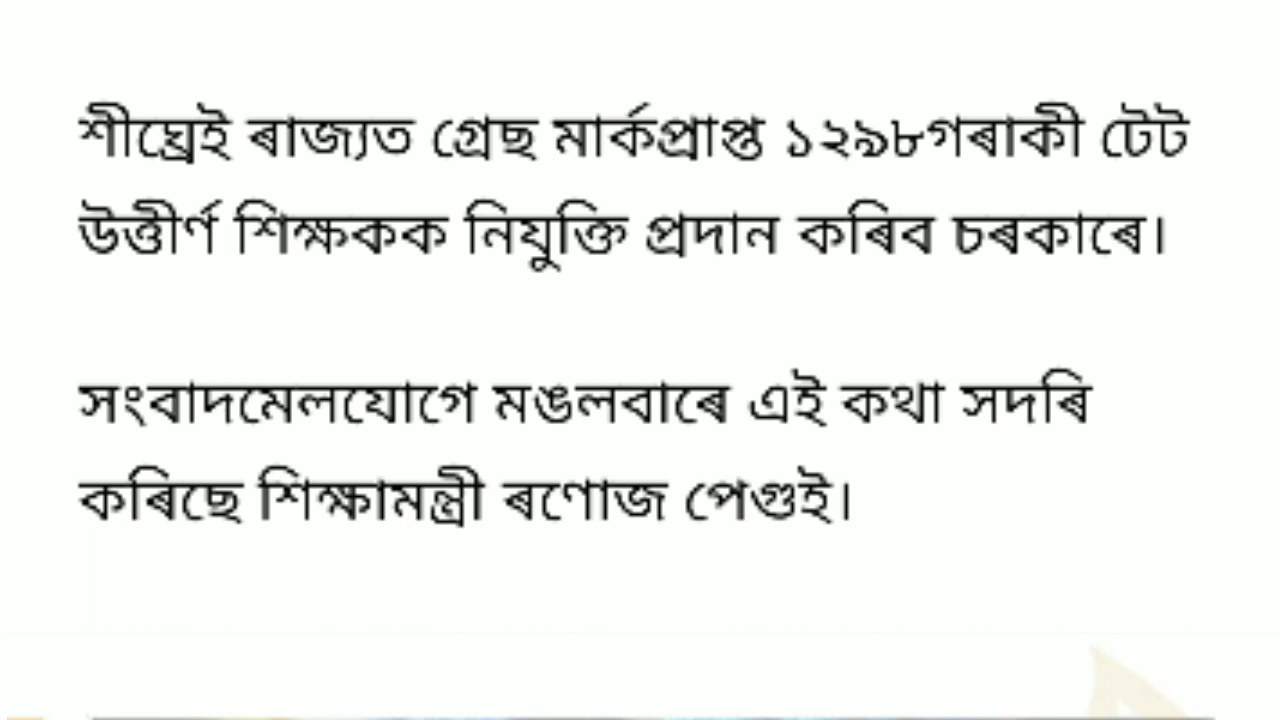 শীঘ্ৰেই ৰাজ্যত গ্ৰেছ মাৰ্কপ্ৰাপ্ত ১২৯৮গৰাকী টেট
উত্তীৰ্ণ শিক্ষকক নিযুক্তি প্ৰদান কৰিব চৰকাৰে।
সংবাদমেলযোগে মঙলবাৰে এই কথা সদৰি
কৰিছে শিক্ষামন্ত্ৰী ৰণোজ পেগুই।